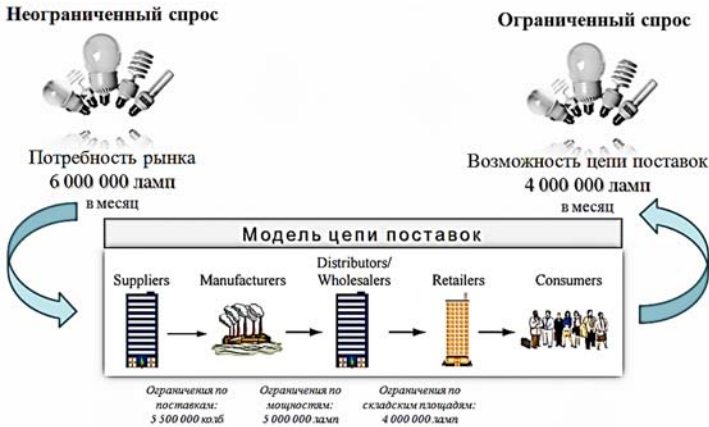 Неограниченный спрос
Ограниченный спрос
Потребность рынка
6 000 000 ламп
в месяц
Возможность цепи поставок
4 000 000 ламп
в месяц
Модель цепи поставок
Suppliers
Manufacturers
Distributors/
Wholesalers
Retailers
Consumers
Ограничения по
поставкам:
5 500 000 колб
Ограничения по
мощностям:
5 000 000 ламп
Ограничения по
складским площадям:
4 000 000 ламп